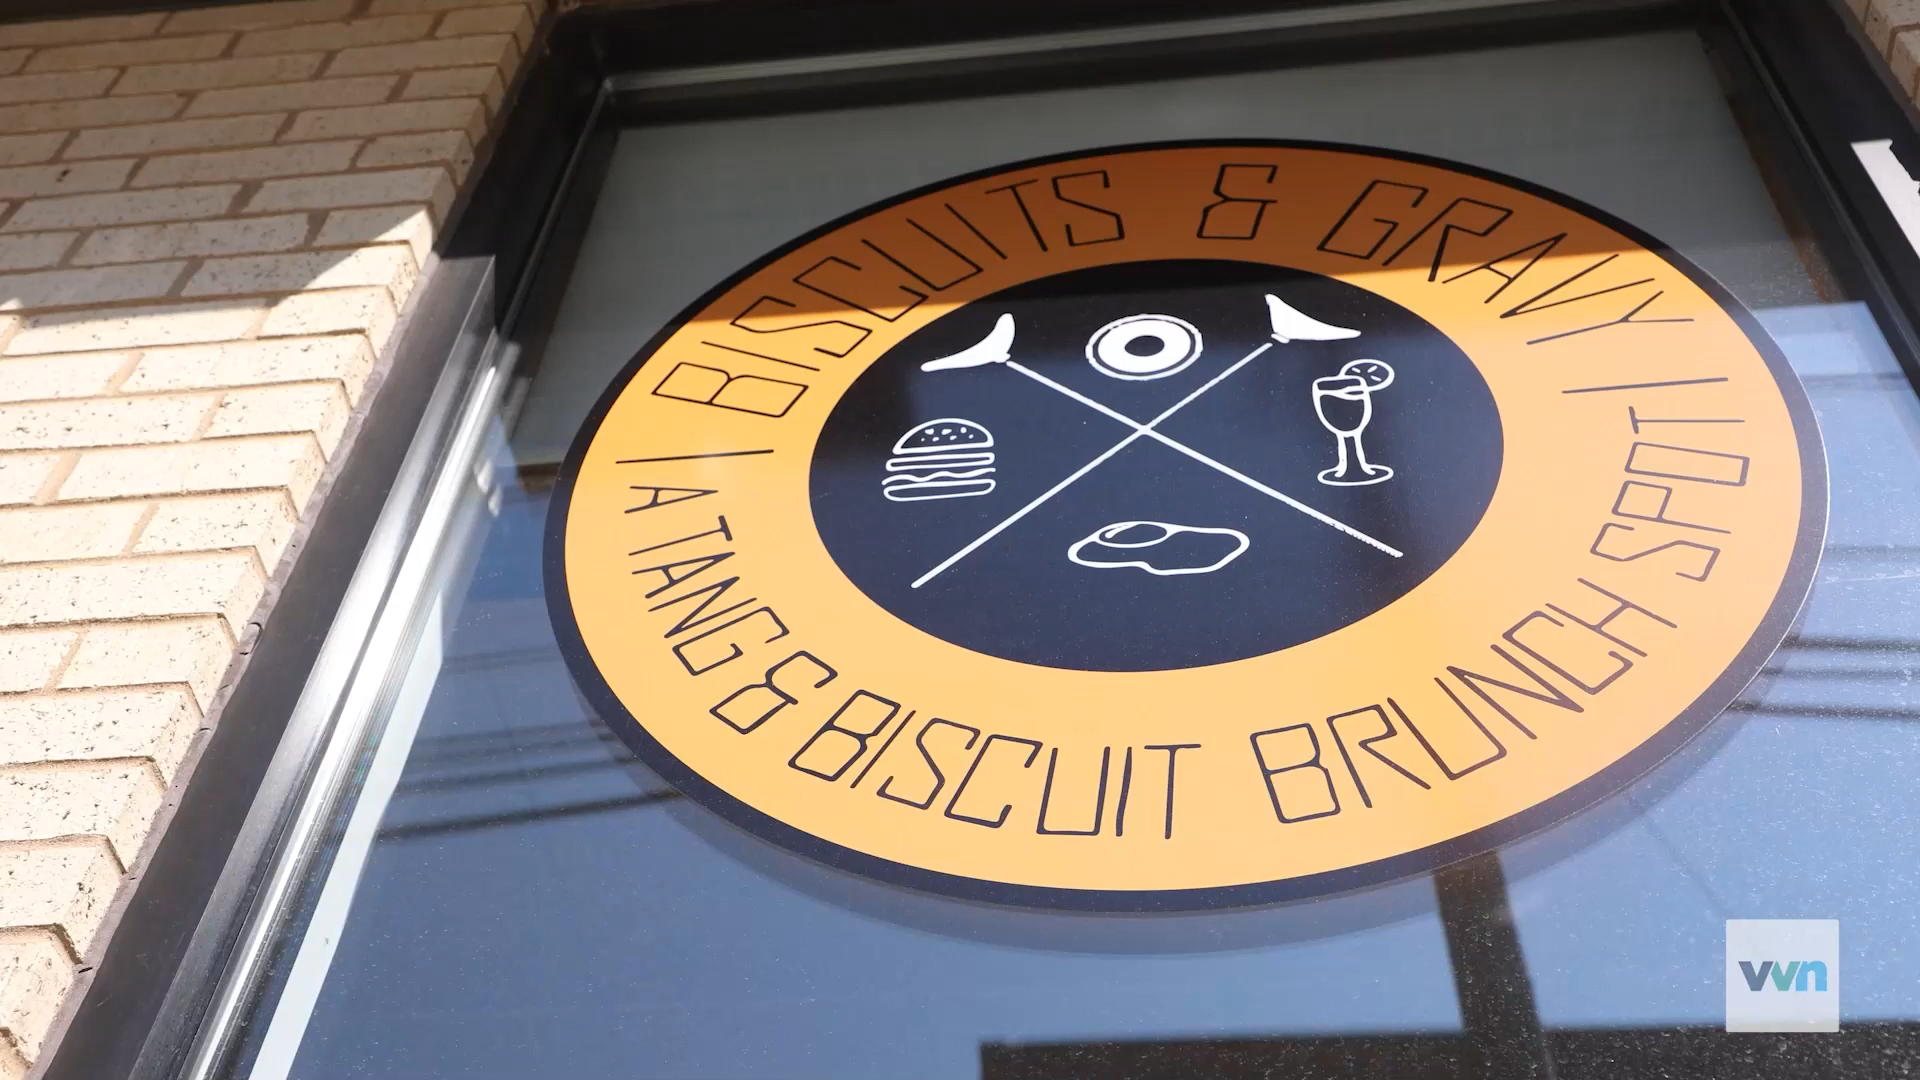 BISCUITS & GRAVY
| A TANG & BISCUIT BRUNCH SPOT |
vvn